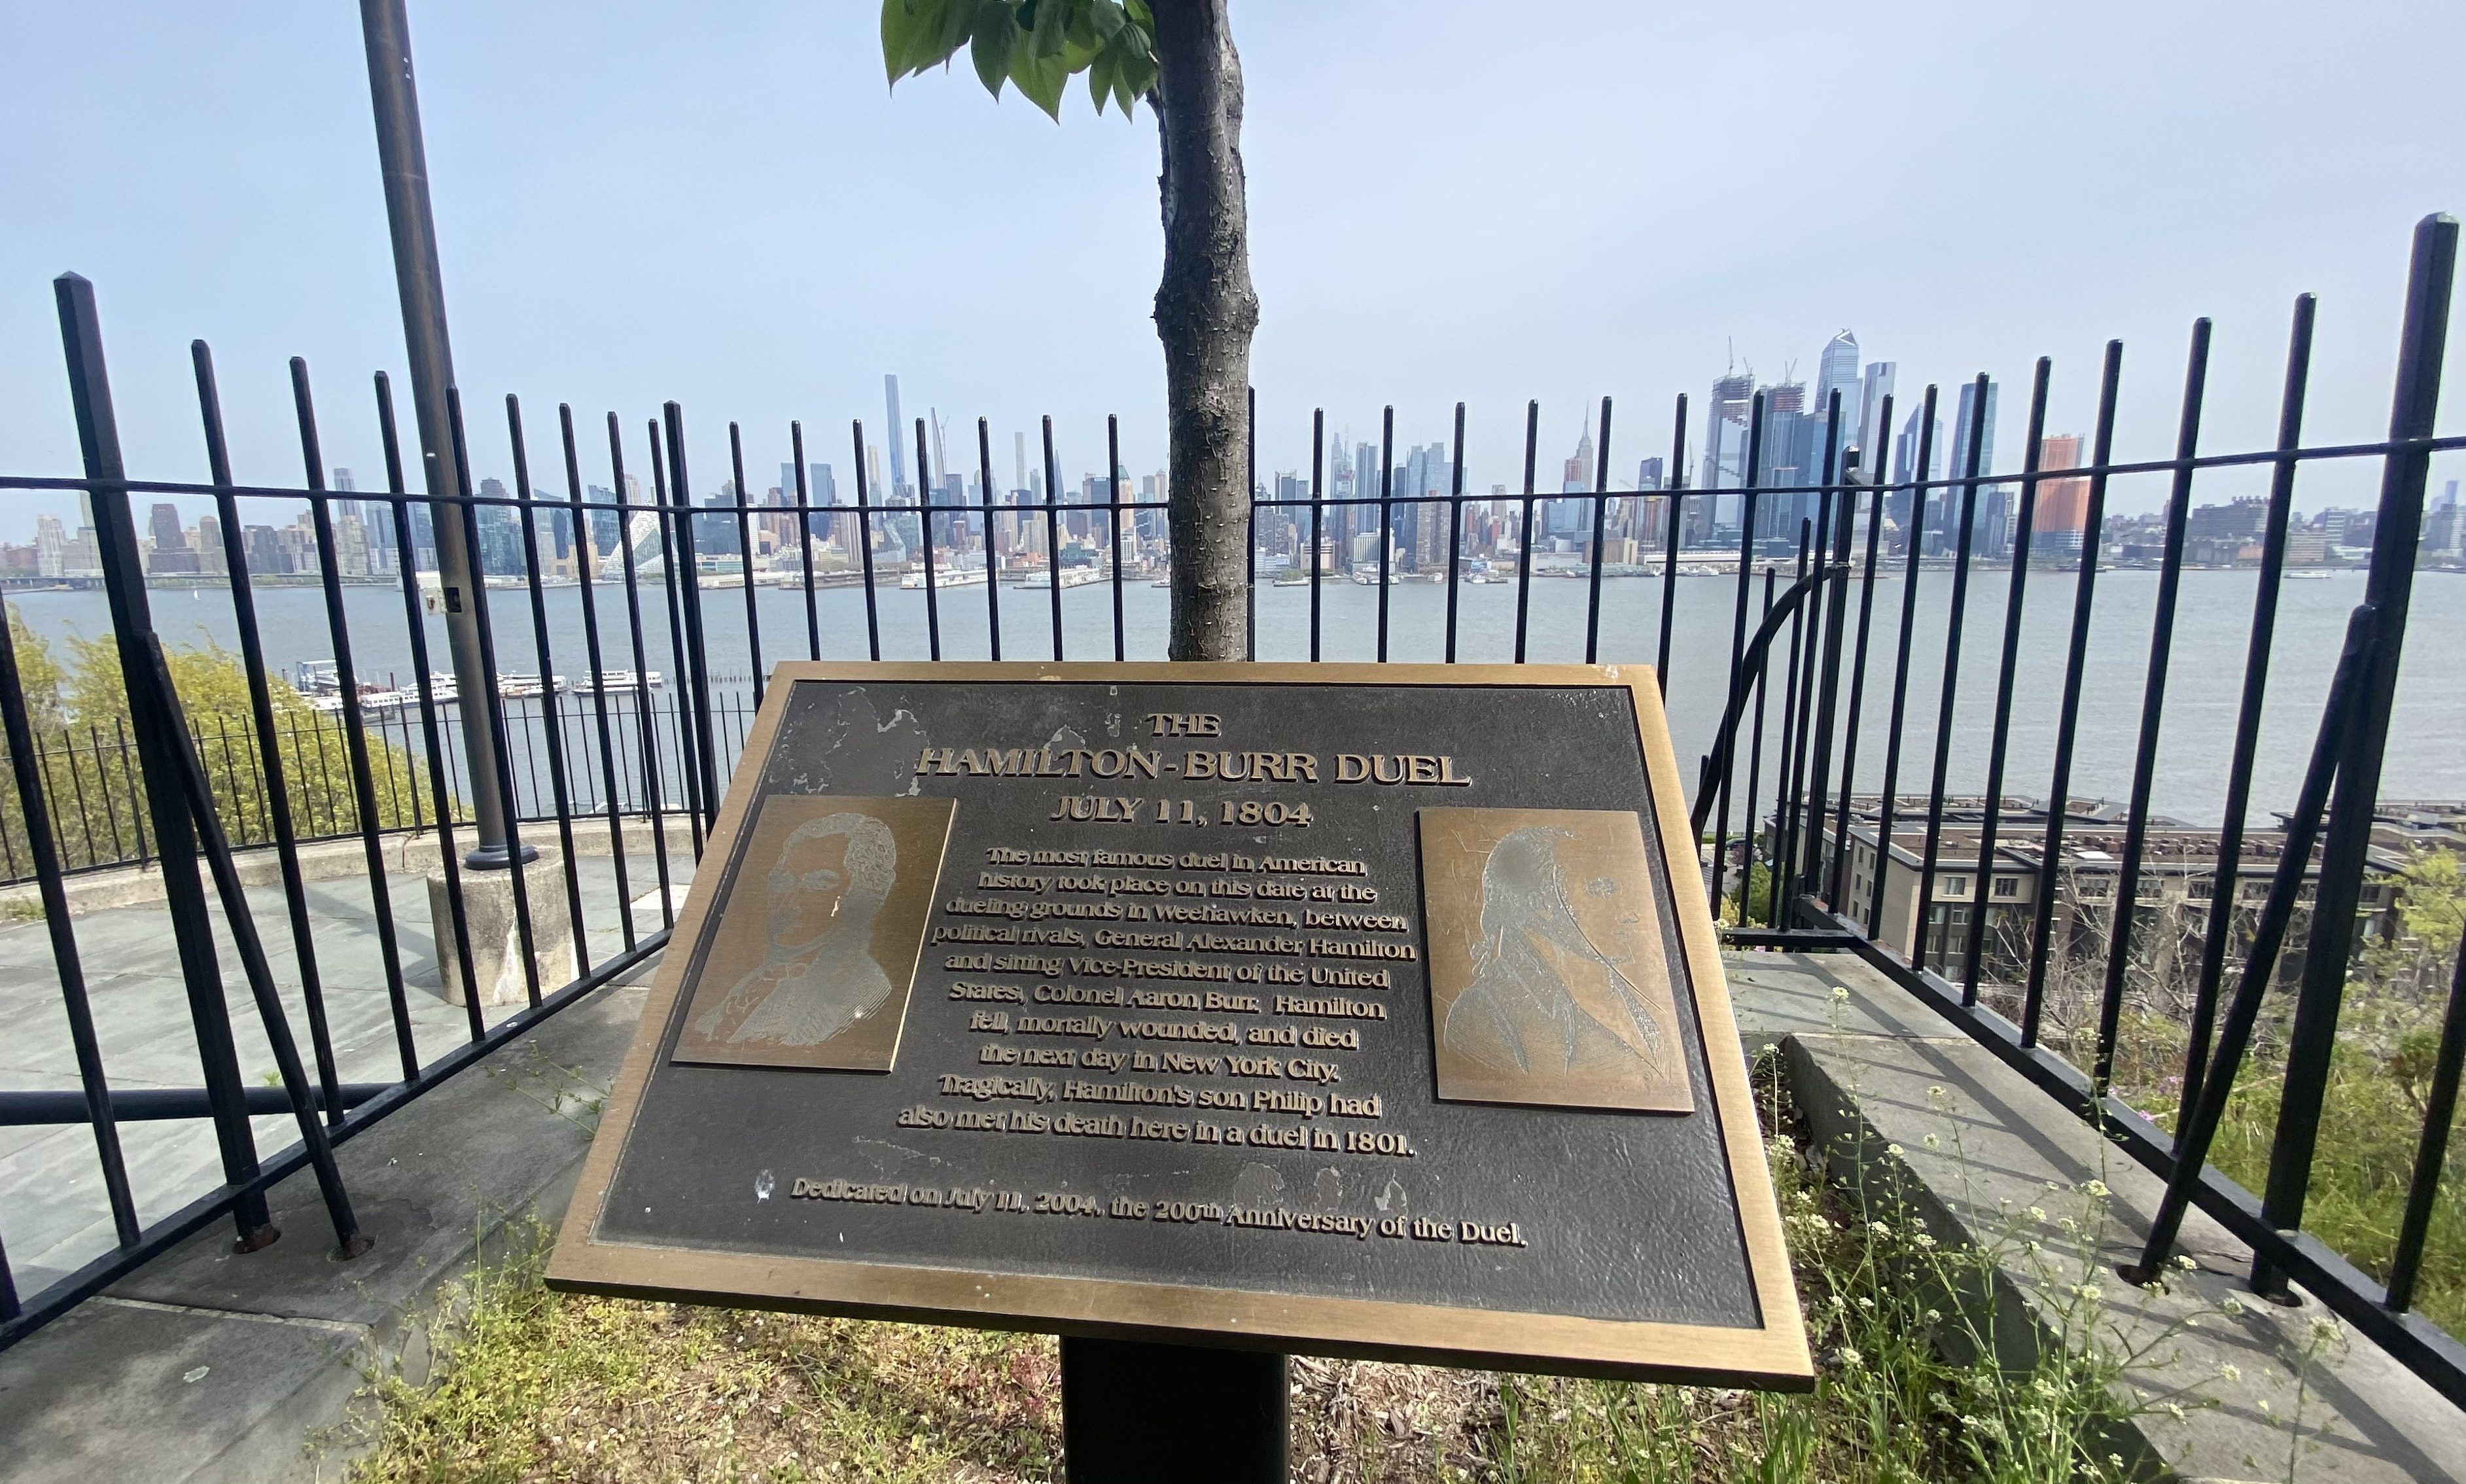 THE
HAMILTON-BURR DUEL
JULY 11, 1804
The most famous duel in American
history took place on this date at the
dueling grounds in Weehawken, between
political rivals, General Alexander Hamilton
and sitting Vice-President of the United
States, Colonel Aaron Burr. Hamilton
fell, mortally wounded, and died
the next day in New York City.
Tragically, Hamilton's son Philip had
also met his death here in a duel in 1801.
Dedicated on July 11, 2004, the 200th Anniversary of the Duel.